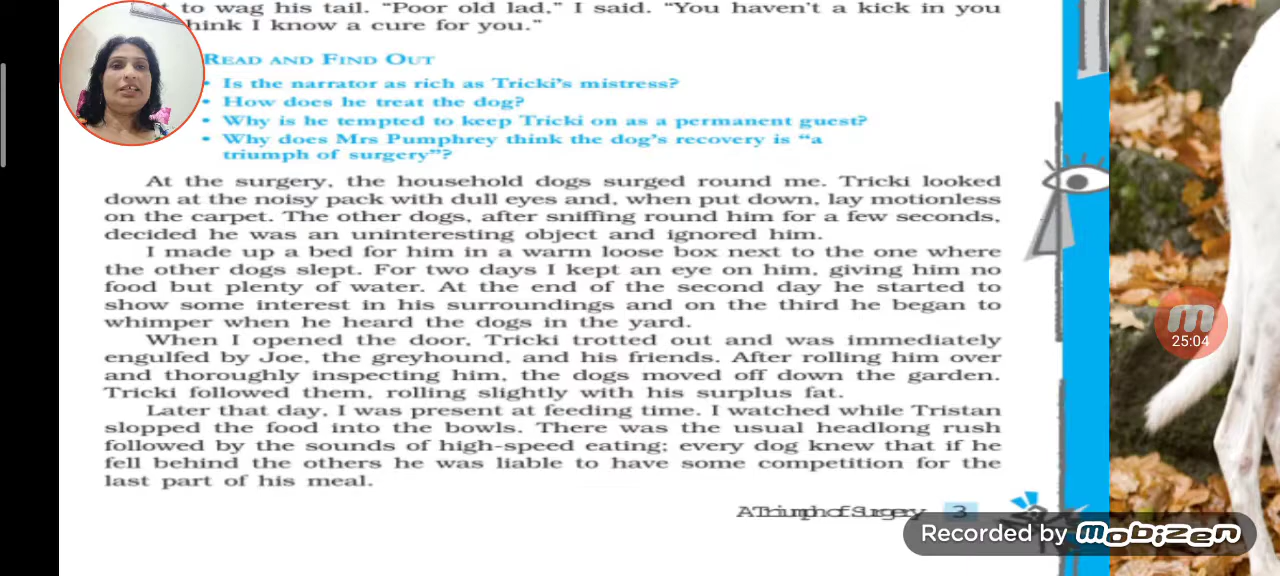 to wag his tail. “Poor old lad,” I said. “You haven’t a kick in you
hink I know a cure for you.”
READ AND FIND OUT
• Is the narrator as rich as Tricki’s mistress?
• How does he treat the dog?
• Why is he tempted to keep Tricki on as a permanent guest?
• Why does Mrs Pumphrey think the dog’s recovery is “a
triumph of surgery”?
At the surgery, the household dogs surged round me. Tricki looked
down at the noisy pack with dull eyes and, when put down, lay motionless
on the carpet. The other dogs, after sniffing round him for a few seconds,
decided he was an uninteresting object and ignored him.
I made up a bed for him in a warm loose box next to the one where
the other dogs slept. For two days I kept an eye on him, giving him no
food but plenty of water. At the end of the second day he started to
show some interest in his surroundings and on the third he began to
whimper when he heard the dogs in the yard.
When I opened the door, Tricki trotted out and was immediately
engulfed by Joe, the greyhound, and his friends. After rolling him over
and thoroughly inspecting him, the dogs moved off down the garden.
Tricki followed them, rolling slightly with his surplus fat.
Later that day, I was present at feeding time. I watched while Tristan
slopped the food into the bowls. There was the usual headlong rush
followed by the sounds of high-speed eating; every dog knew that if he
fell behind the others he was liable to have some competition for the
last part of his meal.
A Triumph of Surgery 3
25:04
Recorded by mobizen